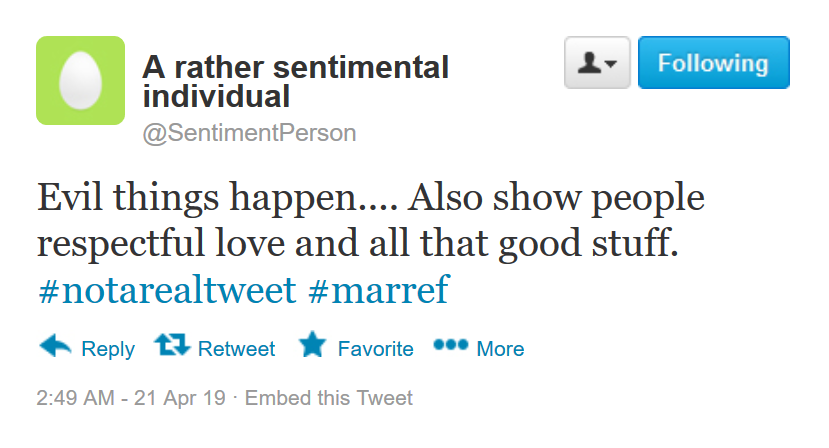 A rather sentimental
individual
@SentimentPerson
Following
Evil things happen.... Also show people
respectful love and all that good stuff.
#notarealtweet #marref
Reply Retweet Favorite More
2:49 AM - 21 Apr 19 · Embed this Tweet